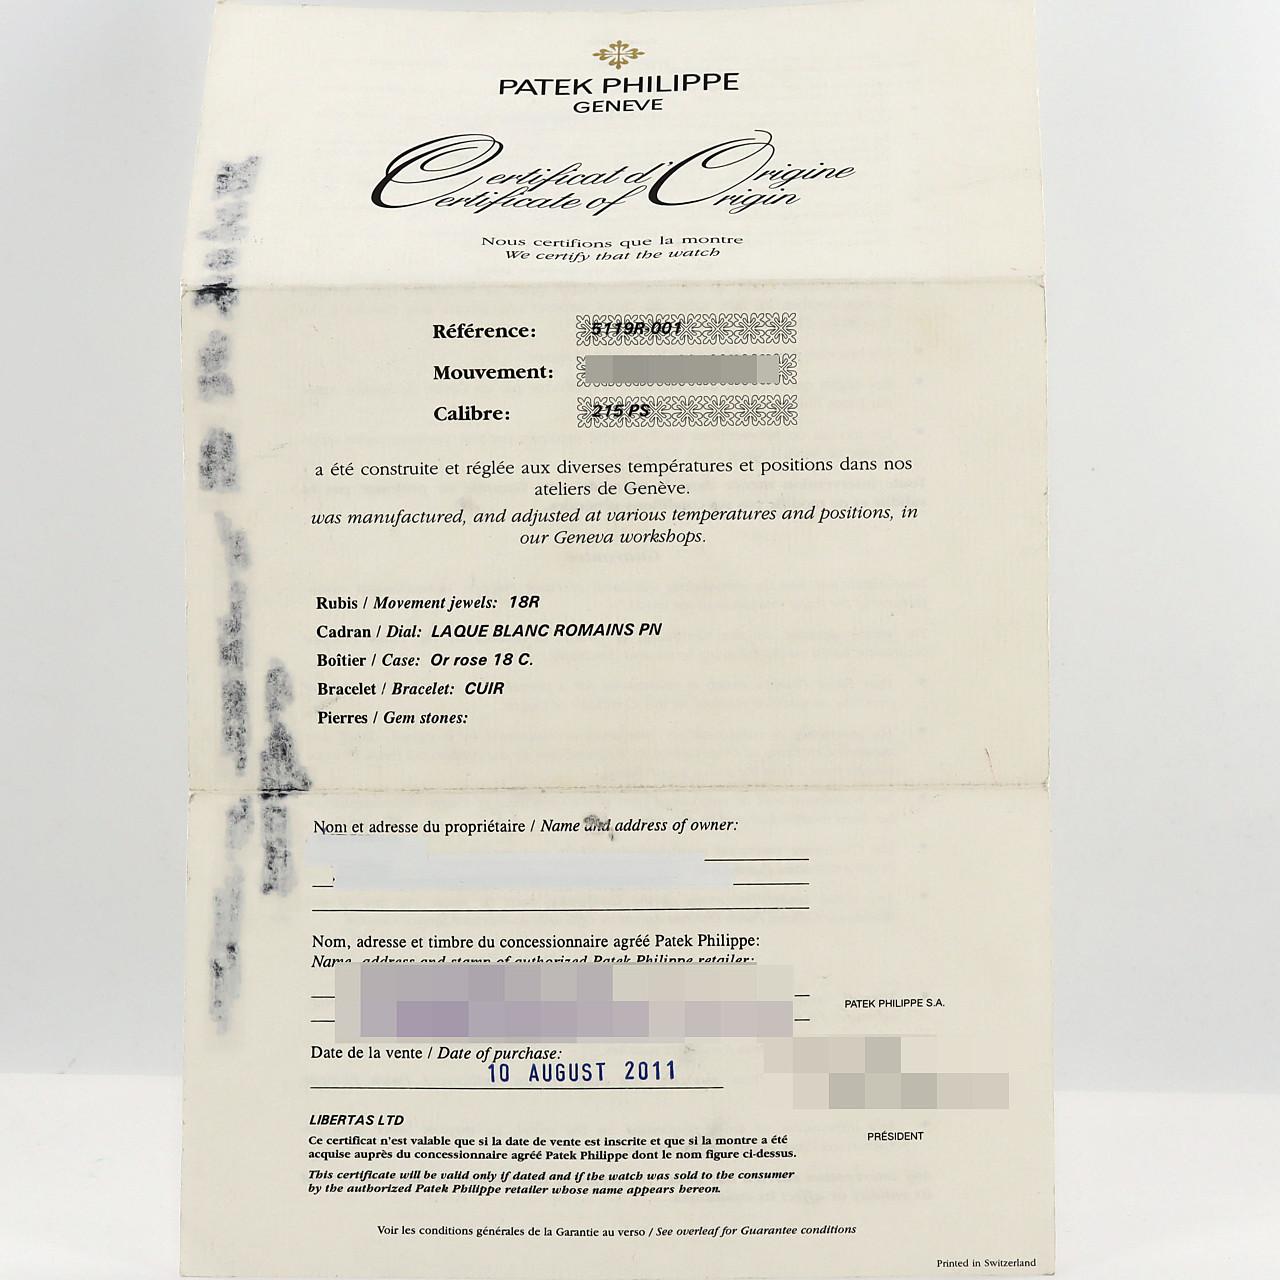 PATEK PHILIPPE
GENEVE
Certificat d'Origine
Certificate of Origin
Nous certifions que la montre
We certify that the watch
Référence: 5119R-001
Mouvement:
Calibre: 215 PS
a été construite et réglée aux diverses températures et positions dans nos
ateliers de Genève.
was manufactured, and adjusted at various temperatures and positions, in
our Geneva workshops.
Rubis / Movement jewels: 18R
Cadran / Dial: LAQUE BLANC ROMAINS PN
Boîtier / Case: Or rose 18 C.
Bracelet / Bracelet: CUIR
Pierres / Gem stones:
Nom et adresse du propriétaire / Name and address of owner:
Nom, adresse et timbre du concessionnaire agréé Patek Philippe:
Name, address and stamp of authorized Patek Philippe retailer:
PATEK PHILIPPE S.A.
Date de la vente / Date of purchase:
10 AUGUST 2011
LIBERTAS LTD
PRÉSIDENT
Ce certificat n'est valable que si la date de vente est inscrite et que si la montre a été
acquise auprès du concessionnaire agréé Patek Philippe dont le nom figure ci-dessus.
This certificate will be valid only if dated and if the watch was sold to the consumer
by the authorized Patek Philippe retailer whose name appears hereon.
Voir les conditions générales de la Garantie au verso / See overleaf for Guarantee conditions
Printed in Switzerland